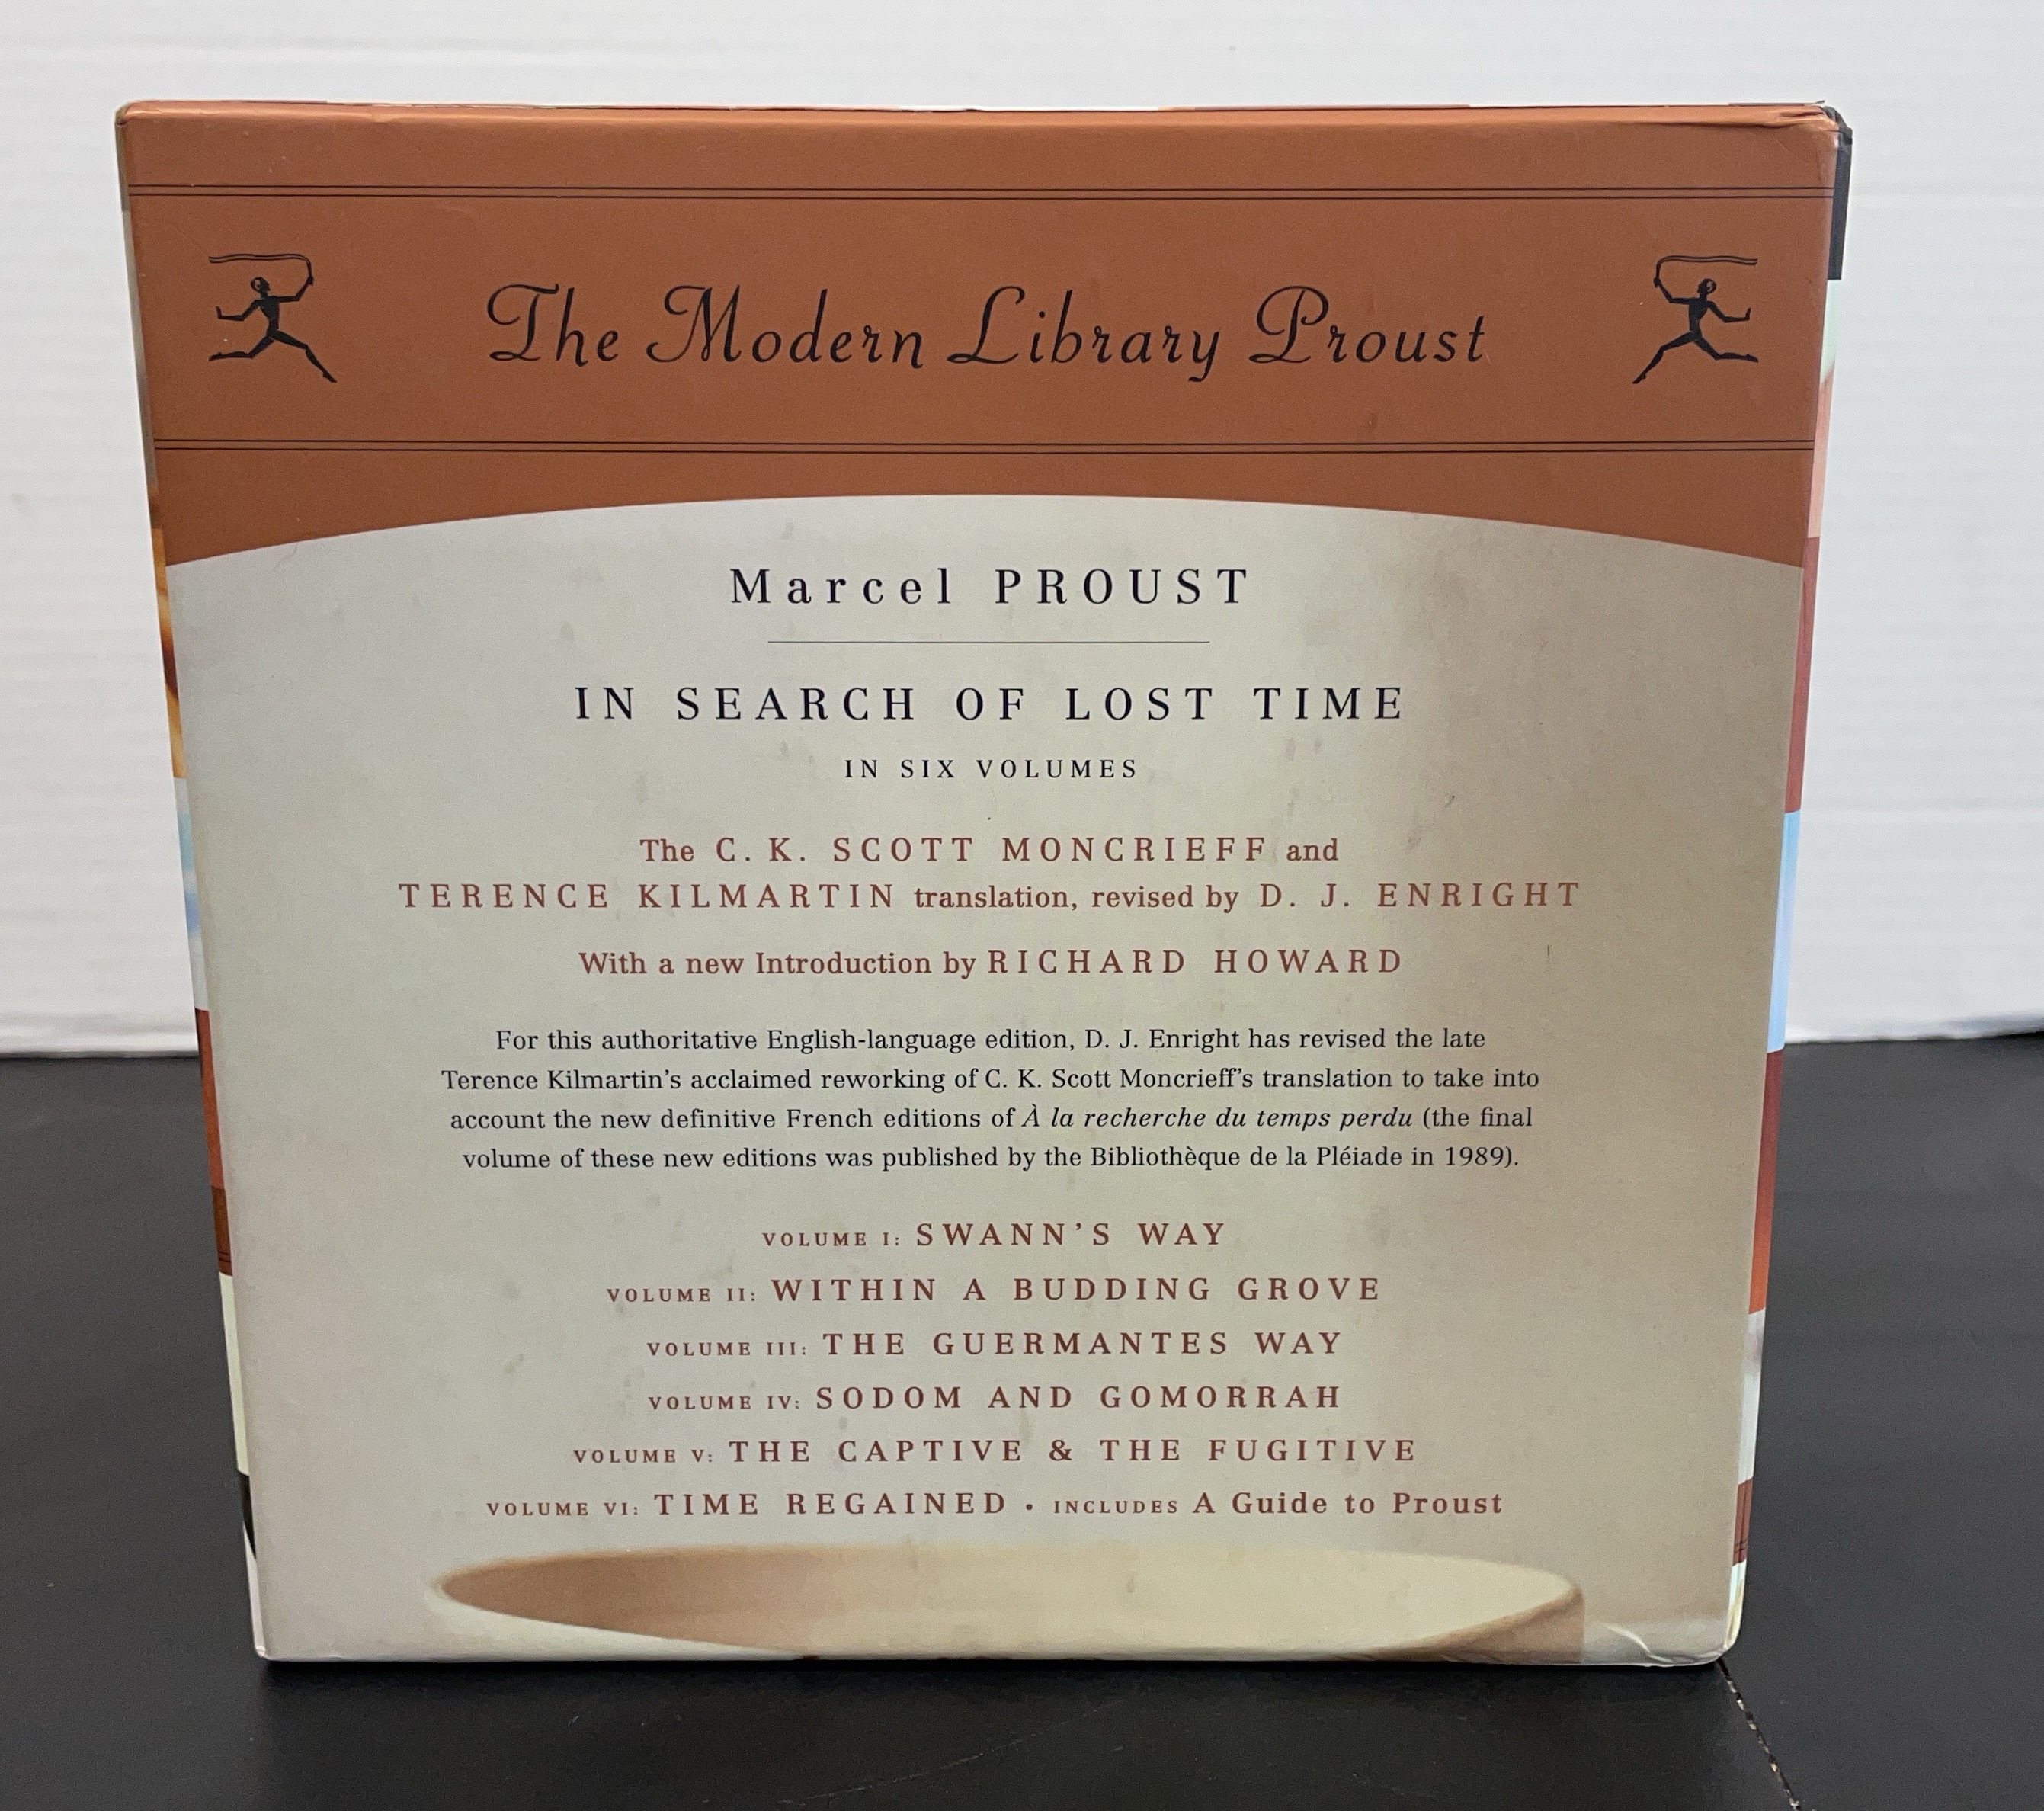 The Modern Library Proust
Marcel PROUST
IN SEARCH OF LOST TIME
IN SIX VOLUMES
The C. K. SCOTT MONCRIEFF and
TERENCE KILMARTIN translation, revised by D. J. ENRIGHT
With a new Introduction by RICHARD HOWARD
For this authoritative English-language edition, D. J. Enright has revised the late
Terence Kilmartin’s acclaimed reworking of C. K. Scott Moncrieff’s translation to take into
account the new definitive French editions of À la recherche du temps perdu (the final
volume of these new editions was published by the Bibliothèque de la Pléiade in 1989).
VOLUME I: SWANN’S WAY
VOLUME II: WITHIN A BUDDING GROVE
VOLUME III: THE GUERMANTES WAY
VOLUME IV: SODOM AND GOMORRAH
VOLUME V: THE CAPTIVE & THE FUGITIVE
VOLUME VI: TIME REGAINED • INCLUDES A Guide to Proust